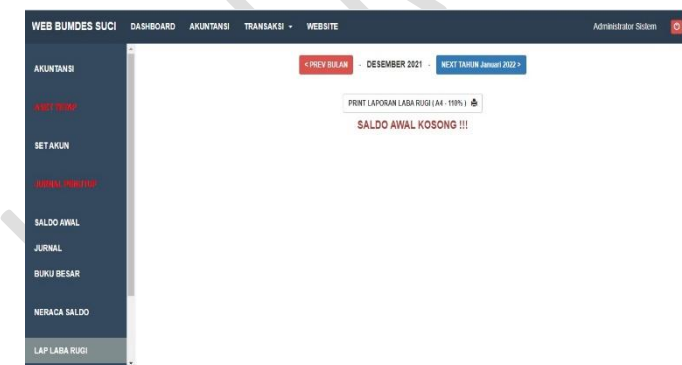 WEB BUMDES SUCI DASHBOARD AKUNTANSI TRANSAKSI WEBSITE Administrator Sistem
< PREV BULAN - DESEMBER 2021 - NEXT TAHUN Januari 2022 >
PRINT LAPORAN LABA RUGI ( A4 - 110% )
SALDO AWAL KOSONG !!!
AKUNTANSI
ASET TETAP
SET AKUN
SALDO AWAL
JURNAL
BUKU BESAR
NERACA SALDO
LAP LABA RUGI